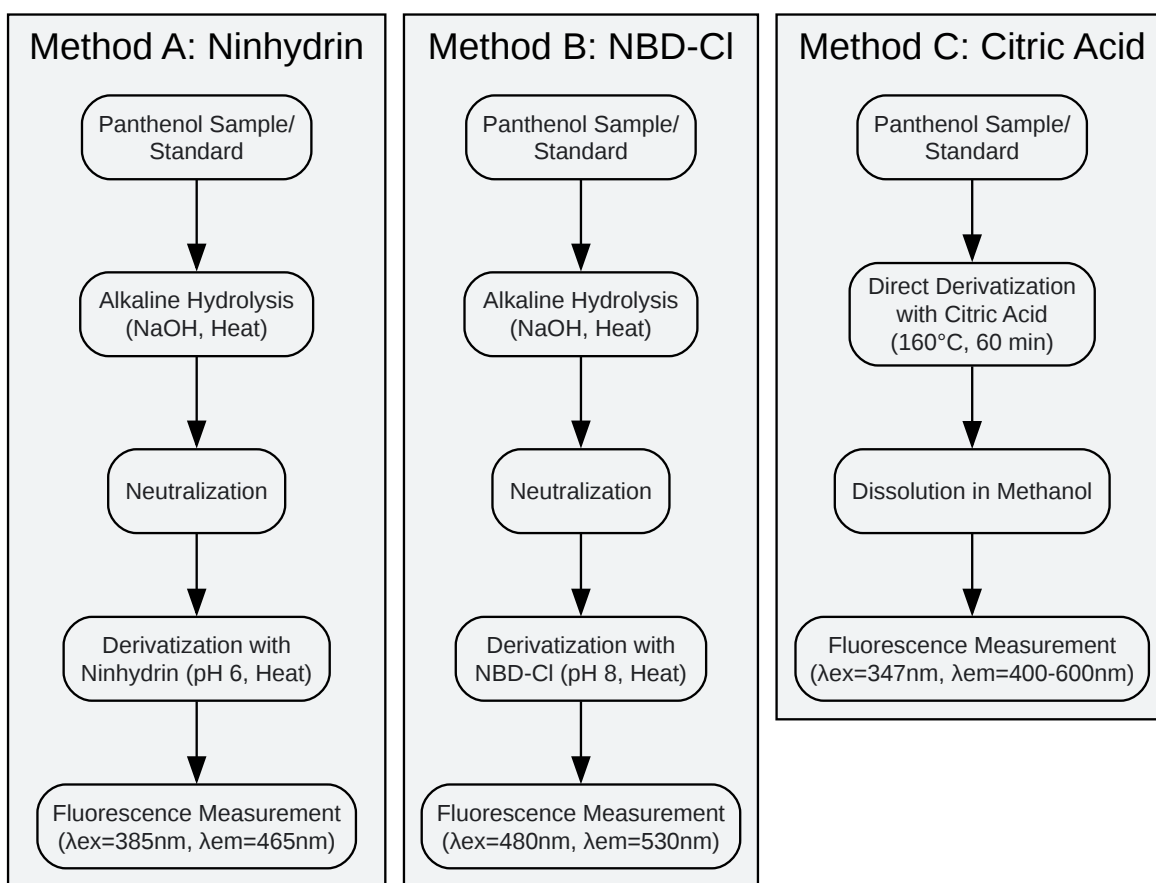 Method A: Ninhydrin
Panthenol Sample/
Standard
Alkaline Hydrolysis
(NaOH, Heat)
Neutralization
Derivatization with
Ninhydrin (pH 6, Heat)
Fluorescence Measurement
(λex=385nm, λem=465nm)
Method B: NBD-Cl
Panthenol Sample/
Standard
Alkaline Hydrolysis
(NaOH, Heat)
Neutralization
Derivatization with
NBD-Cl (pH 8, Heat)
Fluorescence Measurement
(λex=480nm, λem=530nm)
Method C: Citric Acid
Panthenol Sample/
Standard
Direct Derivatization
with Citric Acid
(160°C, 60 min)
Dissolution in Methanol
Fluorescence Measurement
(λex=347nm, λem=400-600nm)